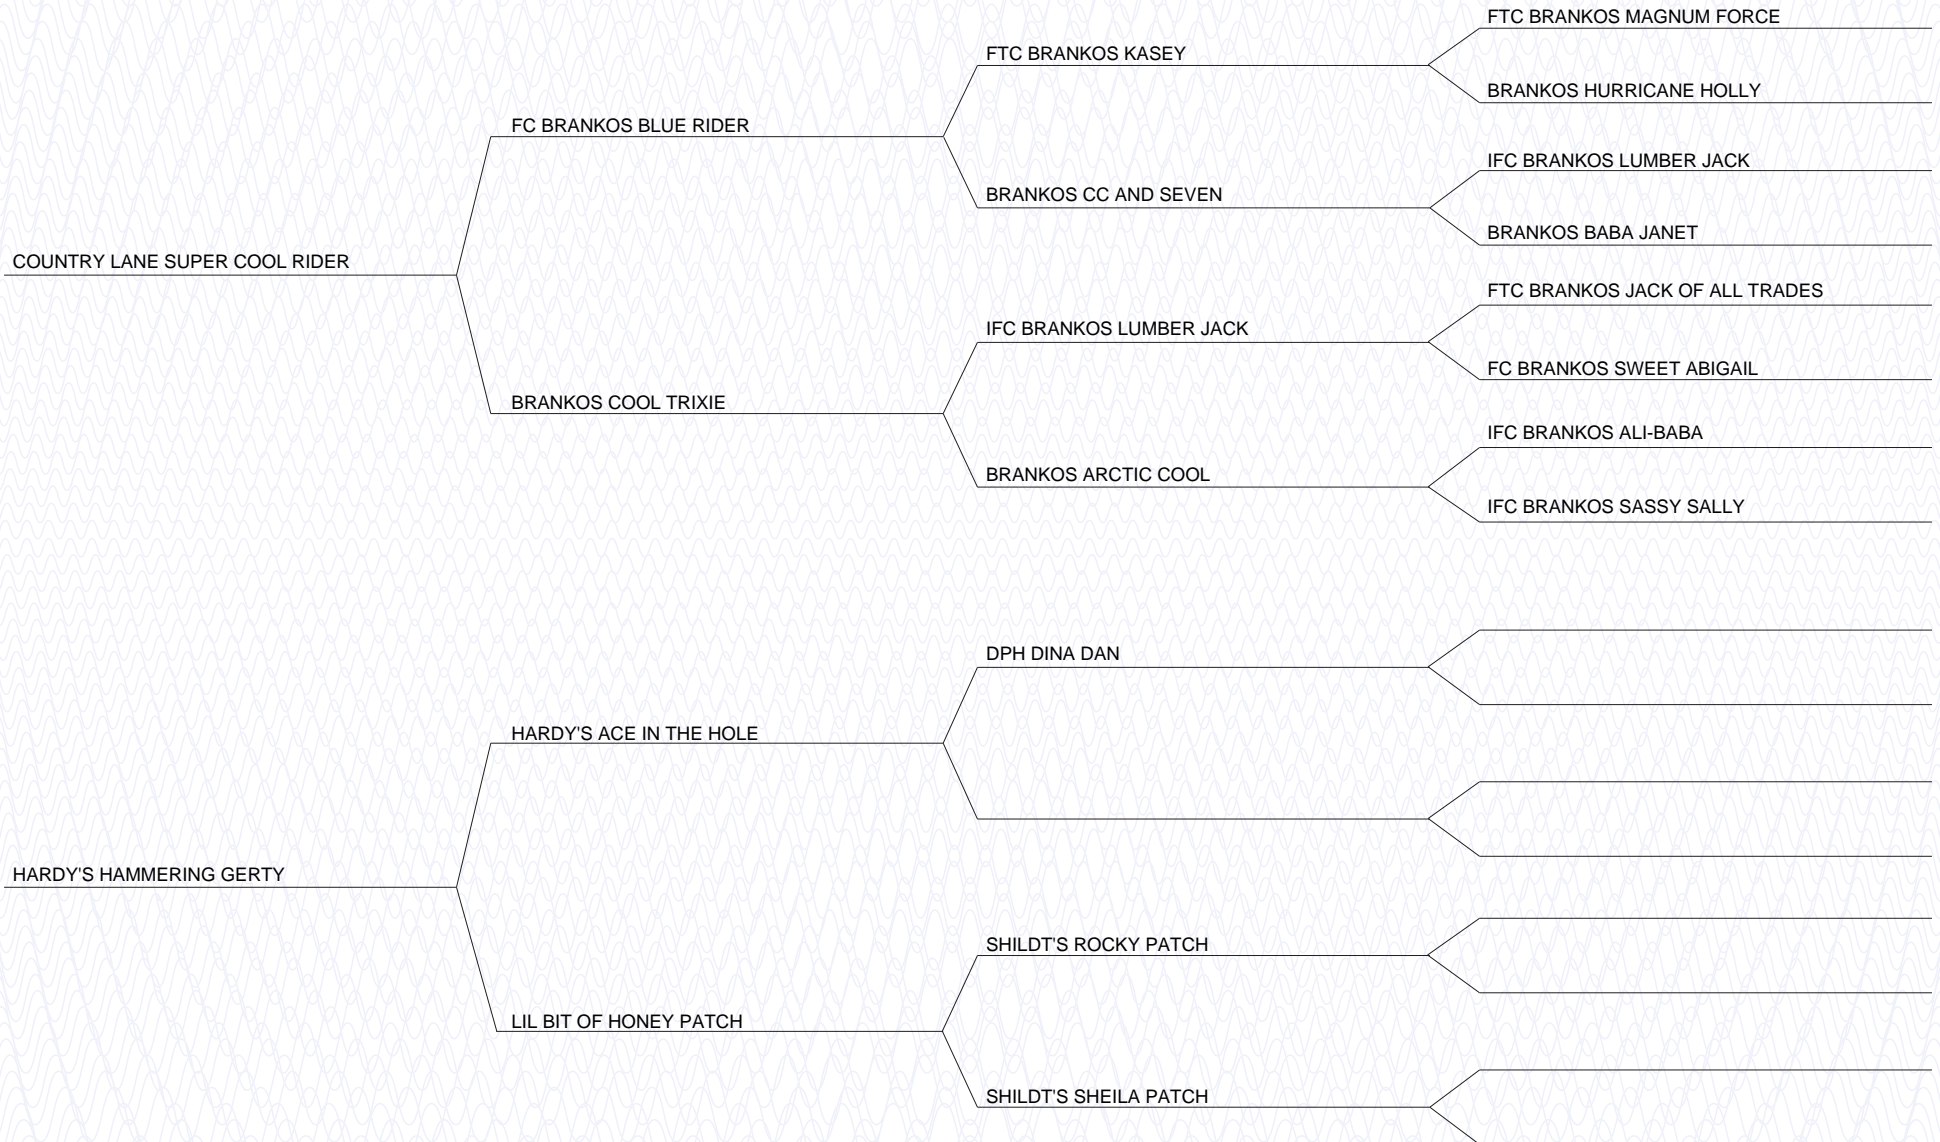 FTC BRANKOS MAGNUM FORCE
FTC BRANKOS KASEY
BRANKOS HURRICANE HOLLY
FC BRANKOS BLUE RIDER
IFC BRANKOS LUMBER JACK
BRANKOS CC AND SEVEN
BRANKOS BABA JANET
COUNTRY LANE SUPER COOL RIDER
FTC BRANKOS JACK OF ALL TRADES
IFC BRANKOS LUMBER JACK
FC BRANKOS SWEET ABIGAIL
BRANKOS COOL TRIXIE
IFC BRANKOS ALI-BABA
BRANKOS ARCTIC COOL
IFC BRANKOS SASSY SALLY
DPH DINA DAN
HARDY'S ACE IN THE HOLE
HARDY'S HAMMERING GERTY
SHILDT'S ROCKY PATCH
LIL BIT OF HONEY PATCH
SHILDT'S SHEILA PATCH